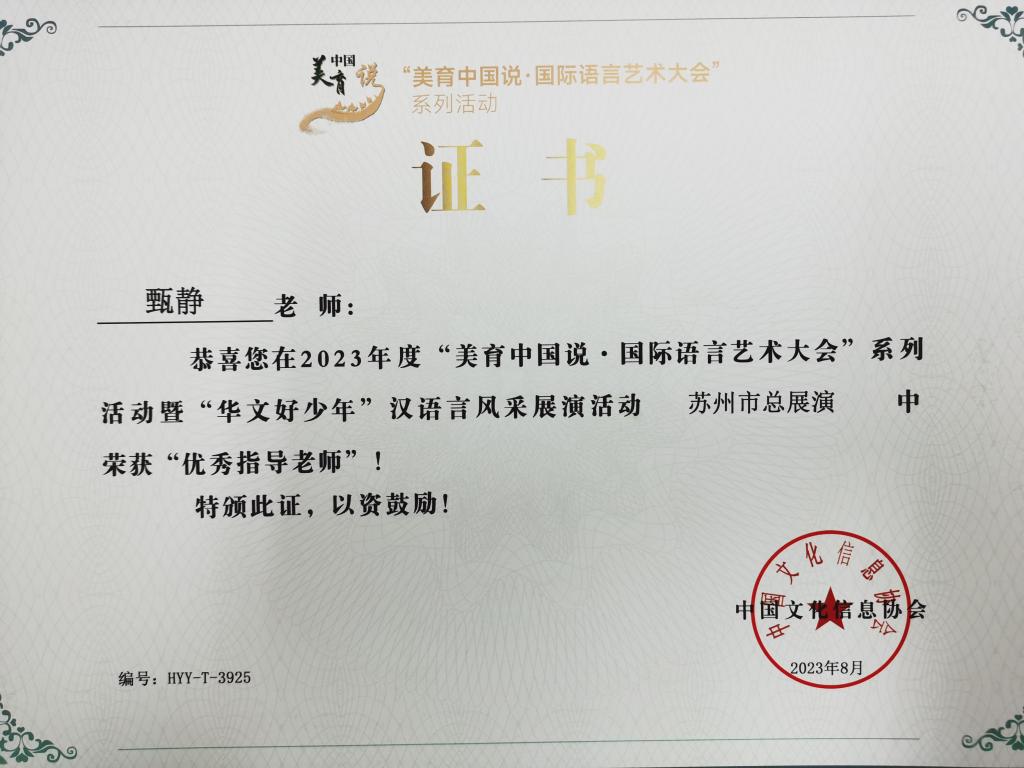 美育中国说
“美育中国说·国际语言艺术大会”
系列活动
证 书
甄静 老 师：
恭喜您在2023年度“美育中国说·国际语言艺术大会”系列
活动暨“华文好少年”汉语言风采展演活动 苏州市总展演 中
荣获“优秀指导老师”！
特颁此证，以资鼓励！
中国文化信息协会
中国文化信息协会
2023年8月
编号：HYY-T-3925